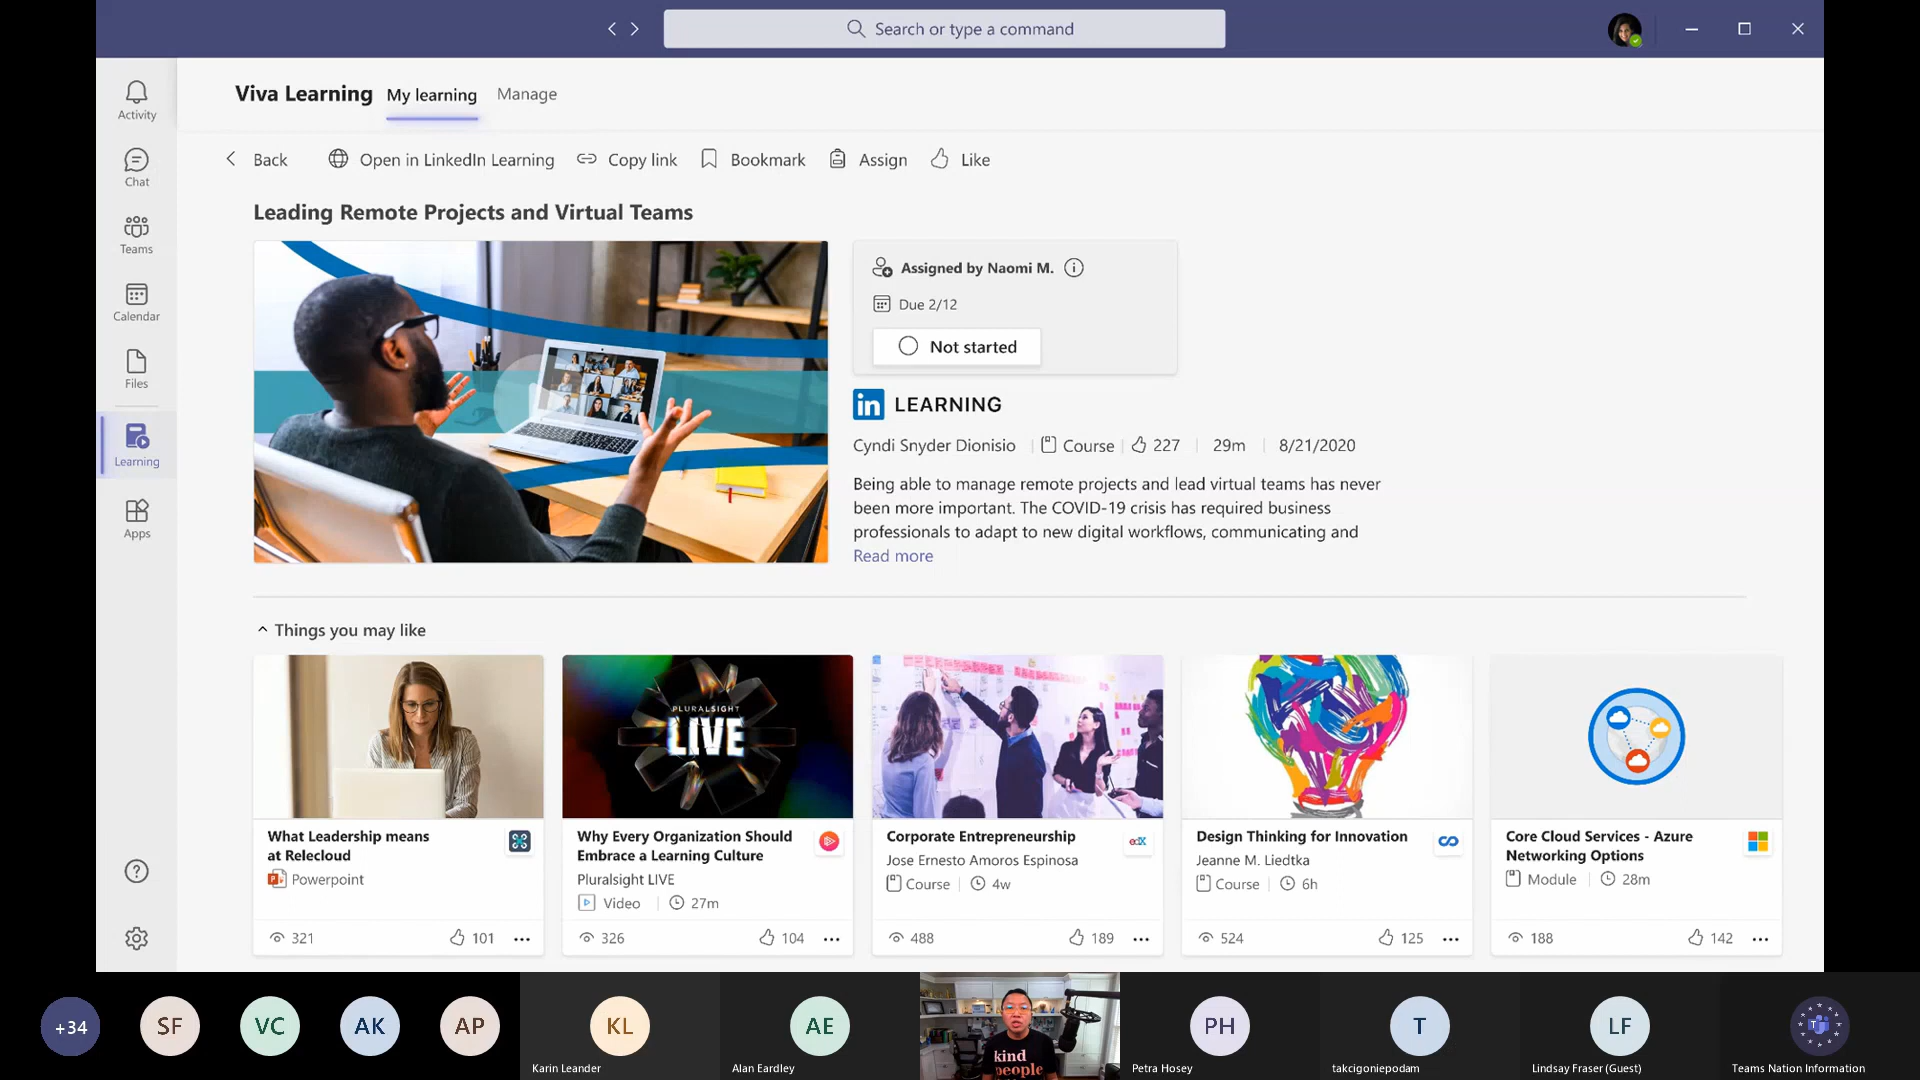 Search or type a command
Viva Learning My learning Manage
Activity
Chat
Teams
Calendar
Files
Learning
Apps
Back Open in LinkedIn Learning Copy link Bookmark Assign Like
Leading Remote Projects and Virtual Teams
Assigned by Naomi M.
Due 2/12
Not started
in LEARNING
Cyndi Snyder Dionisio Course 227 29m 8/21/2020
Being able to manage remote projects and lead virtual teams has never
been more important. The COVID-19 crisis has required business
professionals to adapt to new digital workflows, communicating and
Read more
Things you may like
What Leadership means
at Relecloud
Powerpoint
321 101
PLURALSIGHT
LIVE
Why Every Organization Should
Embrace a Learning Culture
Pluralsight LIVE
Video 27m
326 104
Corporate Entrepreneurship
edX
Jose Ernesto Amoros Espinosa
Course 4w
488 189
Design Thinking for Innovation
Jeanne M. Liedtka
Course 6h
524 125
Core Cloud Services - Azure
Networking Options
Module 28m
188 142
+34 SF VC AK AP
KL
Karin Leander
AE
Alan Eardley
kind
people
PH
Petra Hosey
T
takcigoniepodam
LF
Lindsay Fraser (Guest)
T
Teams Nation Information